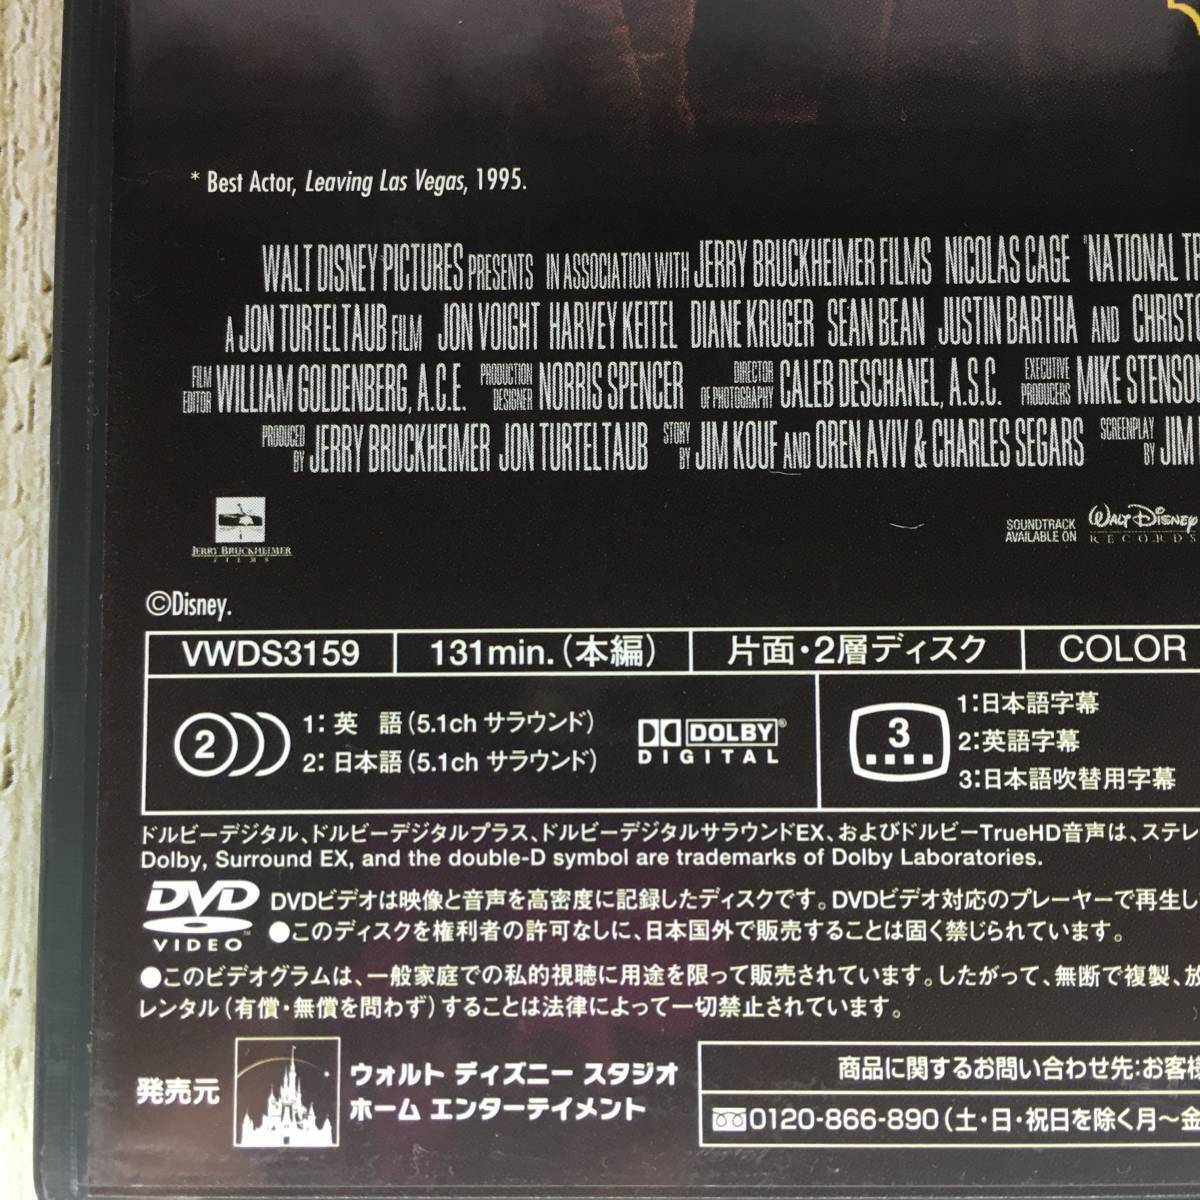 * Best Actor, Leaving Las Vegas, 1995.
WALT DISNEY PICTURES PRESENTS IN ASSOCIATION WITH JERRY BRUCKHEIMER FILMS NICOLAS CAGE "NATIONAL TR
A JON TURTELTAUB FILM JON VOIGHT HARVEY KEITEL DIANE KRUGER SEAN BEAN JUSTIN BARTHA AND CHRISTO
FILM EDITOR WILLIAM GOLDENBERG, A.C.E. PRODUCTION DESIGNER NORRIS SPENCER DIRECTOR OF PHOTOGRAPHY CALEB DESCHANEL, A.S.C. EXECUTIVE PRODUCERS MIKE STENSON
PRODUCED BY JERRY BRUCKHEIMER JON TURTELTAUB STORY BY JIM KOUF AND OREN AVIV & CHARLES SEGARS SCREENPLAY BY JIM
JERRY BRUCKHEIMER
FILMS
SOUNDTRACK AVAILABLE ON Walt Disney RECORDS
©Disney.
VWDS3159 131min.(本編) 片面・2層ディスク COLOR
2 1: 英 語 (5.1ch サラウンド)
2: 日本語 (5.1ch サラウンド)
DOLBY®
DIGITAL
3 1:日本語字幕
2:英語字幕
3:日本語吹替用字幕
ドルビーデジタル、ドルビーデジタルプラス、ドルビーデジタルサラウンドEX、およびドルビーTrueHD音声は、ステレ
Dolby, Surround EX, and the double-D symbol are trademarks of Dolby Laboratories.
DVD VIDEO™
DVDビデオは映像と音声を高密度に記録したディスクです。DVDビデオ対応のプレーヤーで再生し
●このディスクを権利者の許可なしに、日本国外で販売することは固く禁じられています。
●このビデオグラムは、一般家庭での私的視聴に用途を限って販売されています。したがって、無断で複製、放
レンタル(有償・無償を問わず)することは法律によって一切禁止されています。
発売元 ウォルト ディズニー スタジオ
ホーム エンターテイメント
商品に関するお問い合わせ先:お客様
0120-866-890(土・日・祝日を除く月〜金